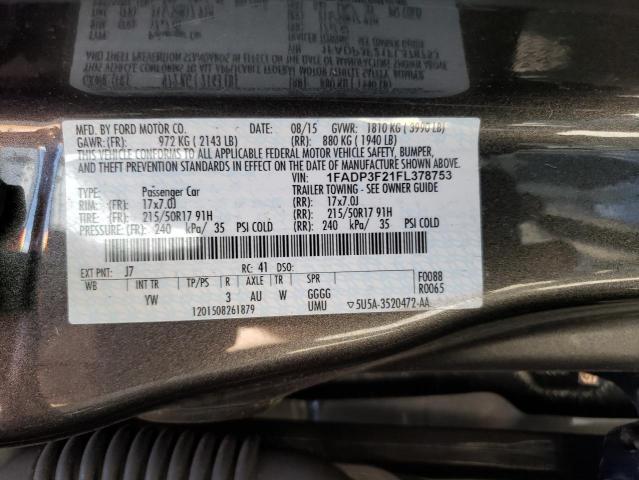 MFD. BY FORD MOTOR CO. DATE: 08/15 GVWR: 1810 KG ( 3990 LB)
GAWR: (FR): 972 KG ( 2143 LB) (RR): 880 KG ( 1940 LB)
THIS VEHICLE CONFORMS TO ALL APPLICABLE FEDERAL MOTOR VEHICLE SAFETY, BUMPER,
AND THEFT PREVENTION STANDARDS IN EFFECT ON THE DATE OF MANUFACTURE SHOWN ABOVE.
VIN: 1FADP3F21FL378753
TYPE: Passenger Car TRAILER TOWING – SEE OWNER GUIDE
RIM: (FR): 17x7.0J (RR): 17x7.0J
TIRE: (FR): 215/50R17 91H (RR): 215/50R17 91H
PRESSURE: (FR): 240 kPa/ 35 PSI COLD (RR): 240 kPa/ 35 PSI COLD
EXT PNT: J7 RC: 41 DSO: F0088
WB INT TR TP/PS R AXLE TR SPR R0065
YW 3 AU W GGGG
1201508261879 UMU ▽5U5A-3520472-AA